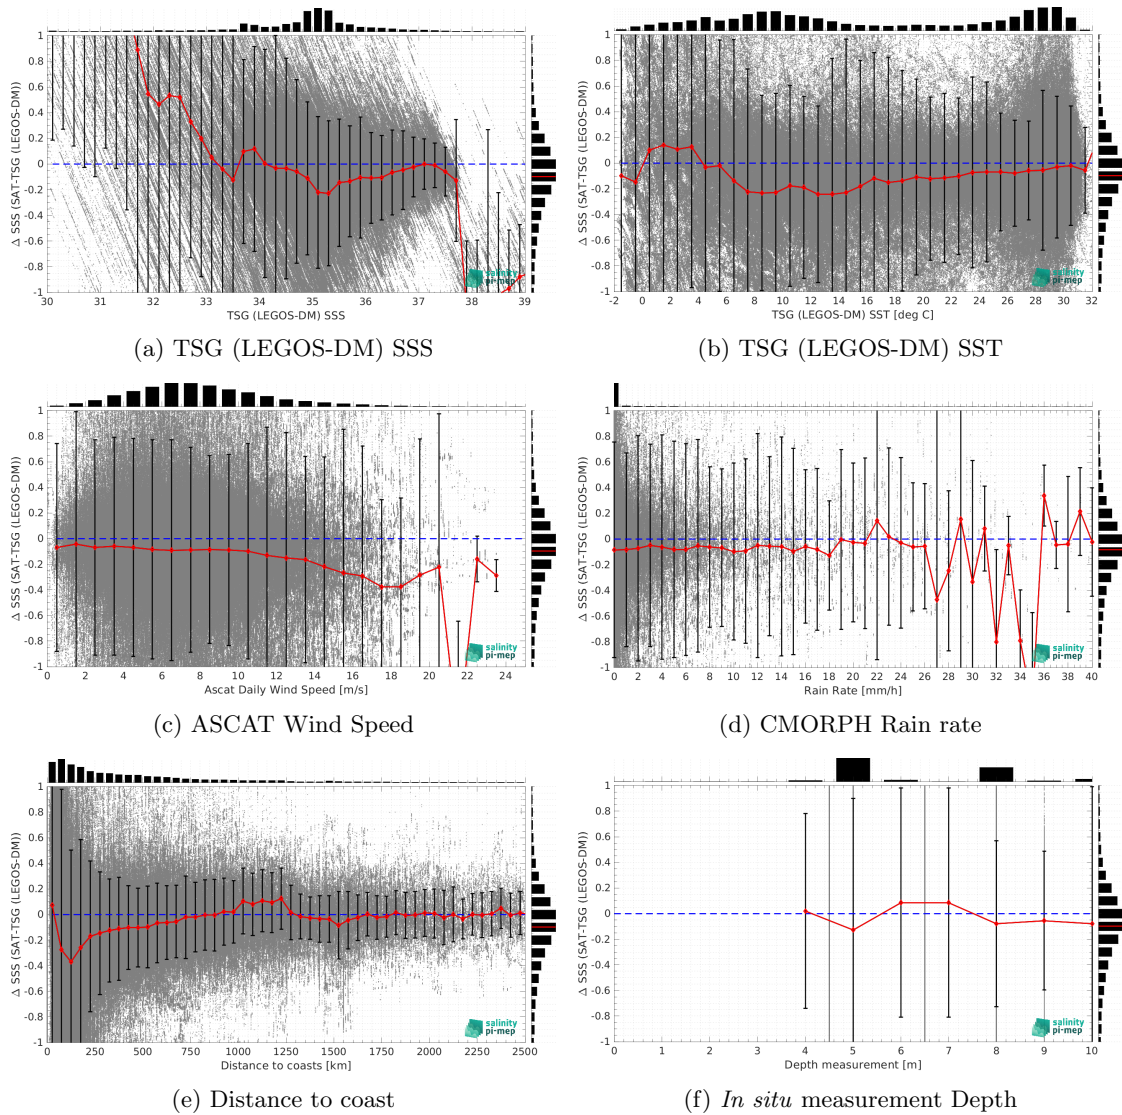 Δ SSS (SAT-TSG (LEGOS-DM))
1
0.8
0.6
0.4
0.2
0
-0.2
-0.4
-0.6
-0.8
-1
30 31 32 33 34 35 36 37 38 39
TSG (LEGOS-DM) SSS
salinity
pi-mep
(a) TSG (LEGOS-DM) SSS
Δ SSS (SAT-TSG (LEGOS-DM))
1
0.8
0.6
0.4
0.2
0
-0.2
-0.4
-0.6
-0.8
-1
-2 0 2 4 6 8 10 12 14 16 18 20 22 24 26 28 30 32
TSG (LEGOS-DM) SST [deg C]
salinity
pi-mep
(b) TSG (LEGOS-DM) SST
Δ SSS (SAT-TSG (LEGOS-DM))
1
0.8
0.6
0.4
0.2
0
-0.2
-0.4
-0.6
-0.8
-1
0 2 4 6 8 10 12 14 16 18 20 22 24
Ascat Daily Wind Speed [m/s]
salinity
pi-mep
(c) ASCAT Wind Speed
Δ SSS (SAT-TSG (LEGOS-DM))
1
0.8
0.6
0.4
0.2
0
-0.2
-0.4
-0.6
-0.8
-1
0 2 4 6 8 10 12 14 16 18 20 22 24 26 28 30 32 34 36 38 40
Rain Rate [mm/h]
salinity
pi-mep
(d) CMORPH Rain rate
Δ SSS (SAT-TSG (LEGOS-DM))
1
0.8
0.6
0.4
0.2
0
-0.2
-0.4
-0.6
-0.8
-1
0 250 500 750 1000 1250 1500 1750 2000 2250 2500
Distance to coasts [km]
salinity
pi-mep
(e) Distance to coast
Δ SSS (SAT-TSG (LEGOS-DM))
1
0.8
0.6
0.4
0.2
0
-0.2
-0.4
-0.6
-0.8
-1
0 1 2 3 4 5 6 7 8 9 10
Depth measurement [m]
salinity
pi-mep
(f) In situ measurement Depth